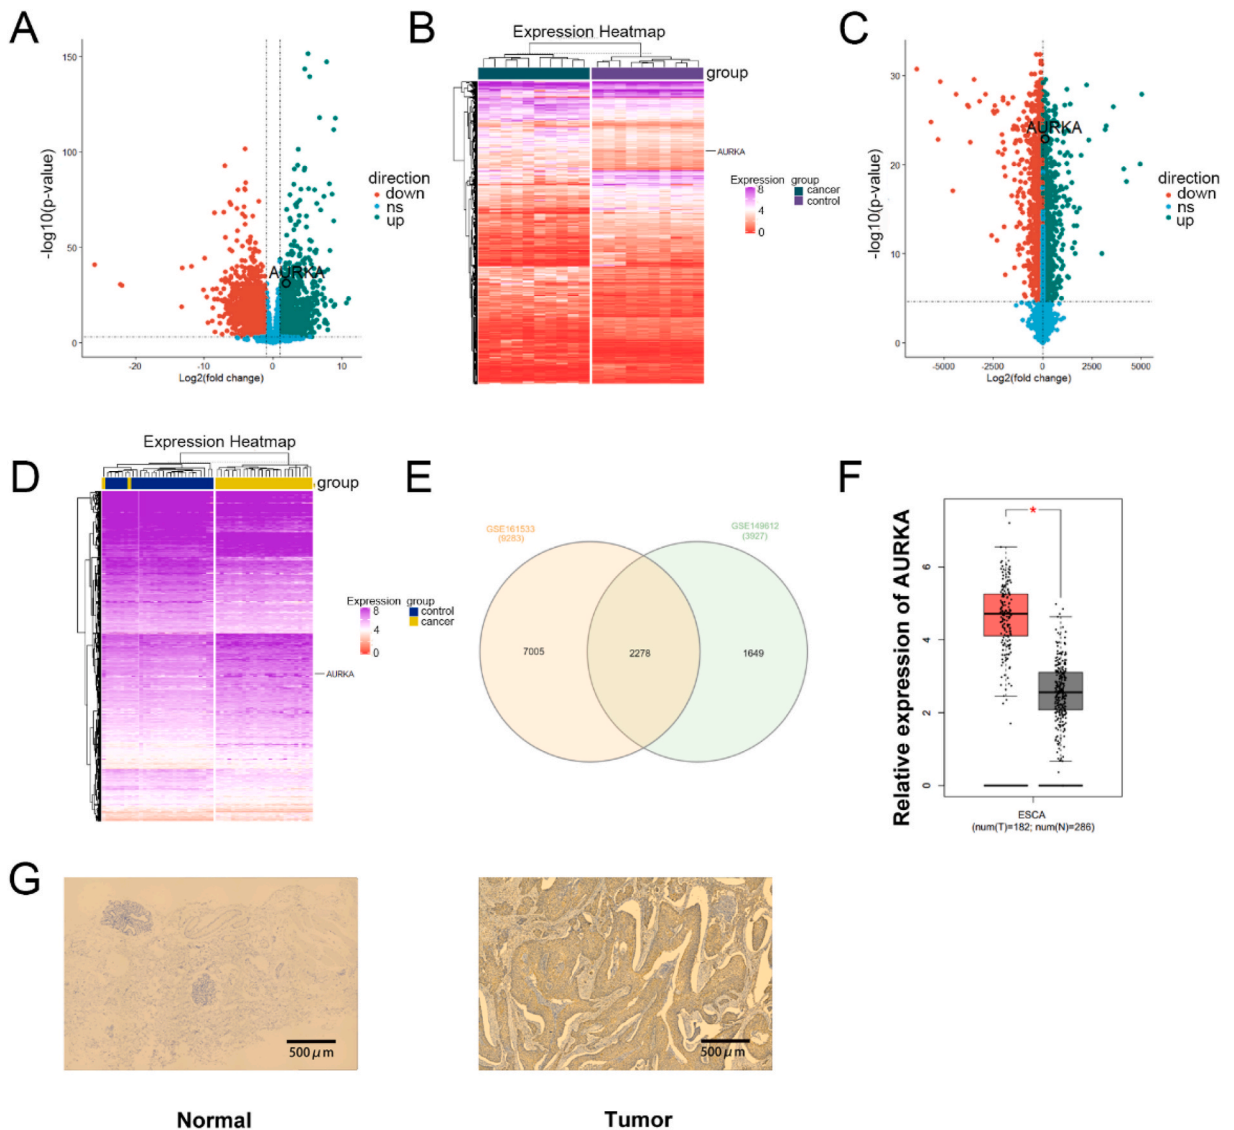 A
150
100
50
0
-20
-10
0
10
-log10(p-value)
Log2(fold change)
AURKA
direction
down
ns
up
B
Expression Heatmap
group
AURKA
Expression
8
4
0
group
cancer
control
C
30
20
10
0
-5000
-2500
0
2500
5000
-log10(p-value)
Log2(fold change)
AURKA
direction
down
ns
up
D
Expression Heatmap
group
AURKA
Expression
8
4
0
group
control
cancer
E
GSE161533
(9283)
GSE149612
(3927)
7005
2278
1649
F
Relative expression of AURKA
6
4
2
0
*
ESCA
(num(T)=182; num(N)=286)
G
500 μm
500 μm
Normal
Tumor